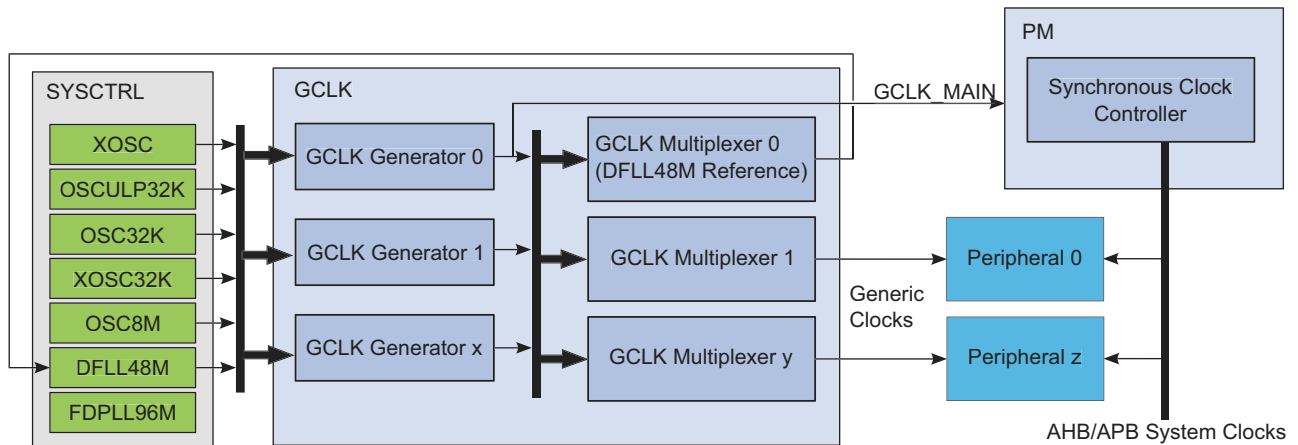 PM
Synchronous Clock
Controller
SYSCTRL
XOSC
OSCULP32K
OSC32K
XOSC32K
OSC8M
DFLL48M
FDPLL96M
GCLK
GCLK Generator 0
GCLK Generator 1
GCLK Generator x
GCLK_MAIN
GCLK Multiplexer 0
(DFLL48M Reference)
GCLK Multiplexer 1
GCLK Multiplexer y
Generic
Clocks
Peripheral 0
Peripheral z
AHB/APB System Clocks